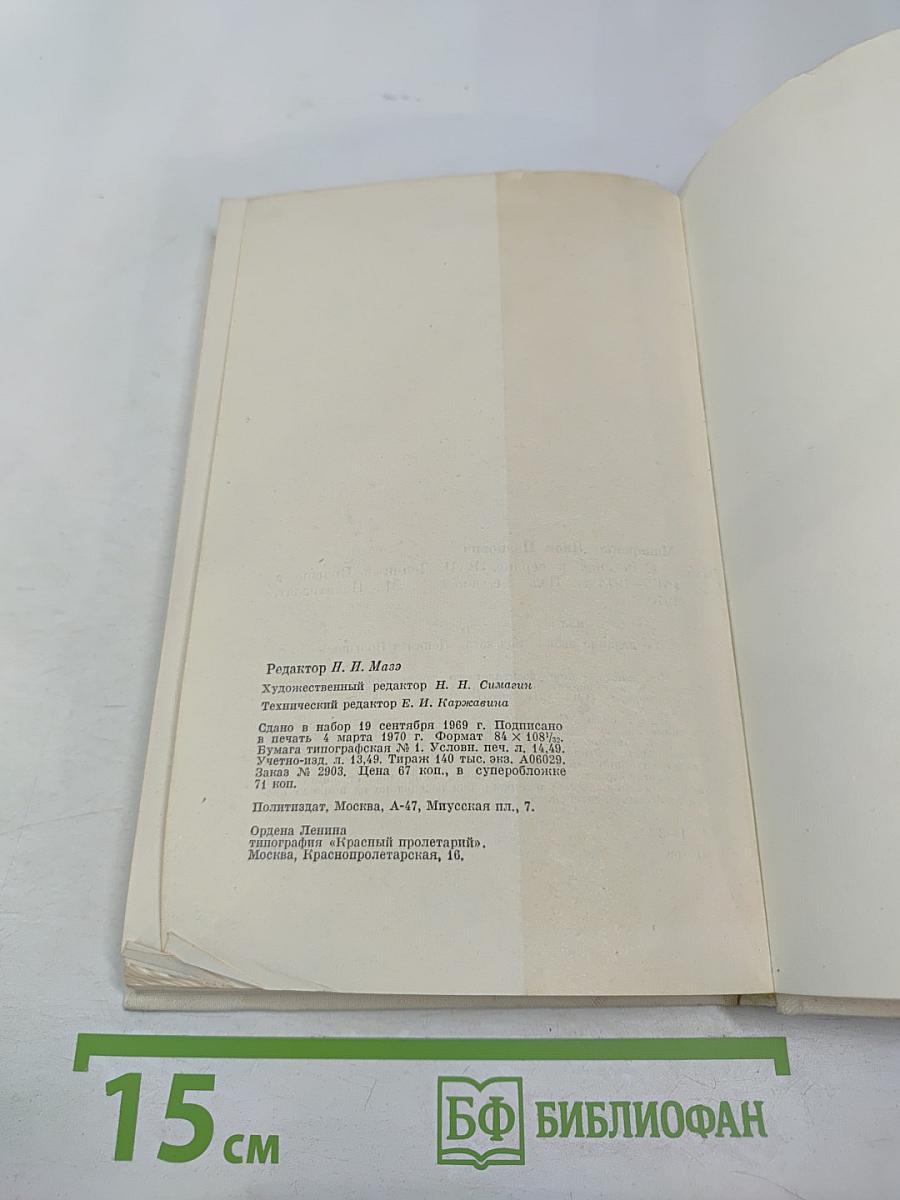 Редактор Н. И. Мазэ
Художественный редактор Н. Н. Симагин
Технический редактор Е. И. Каржавина
Сдано в набор 19 сентября 1969 г. Подписано
в печать 4 марта 1970 г. Формат 84 × 108¹/₃₂.
Бумага типографская № 1. Условн. печ. л. 14,49.
Учетно-изд. л. 13,49. Тираж 140 тыс. экз. А06029.
Заказ № 2903. Цена 67 коп., в суперобложке
71 коп.
Политиздат, Москва, А-47, Миусская пл., 7.
Ордена Ленина
типография «Красный пролетарий».
Москва, Краснопролетарская, 16.
15 см
БФ БИБЛИОФАН